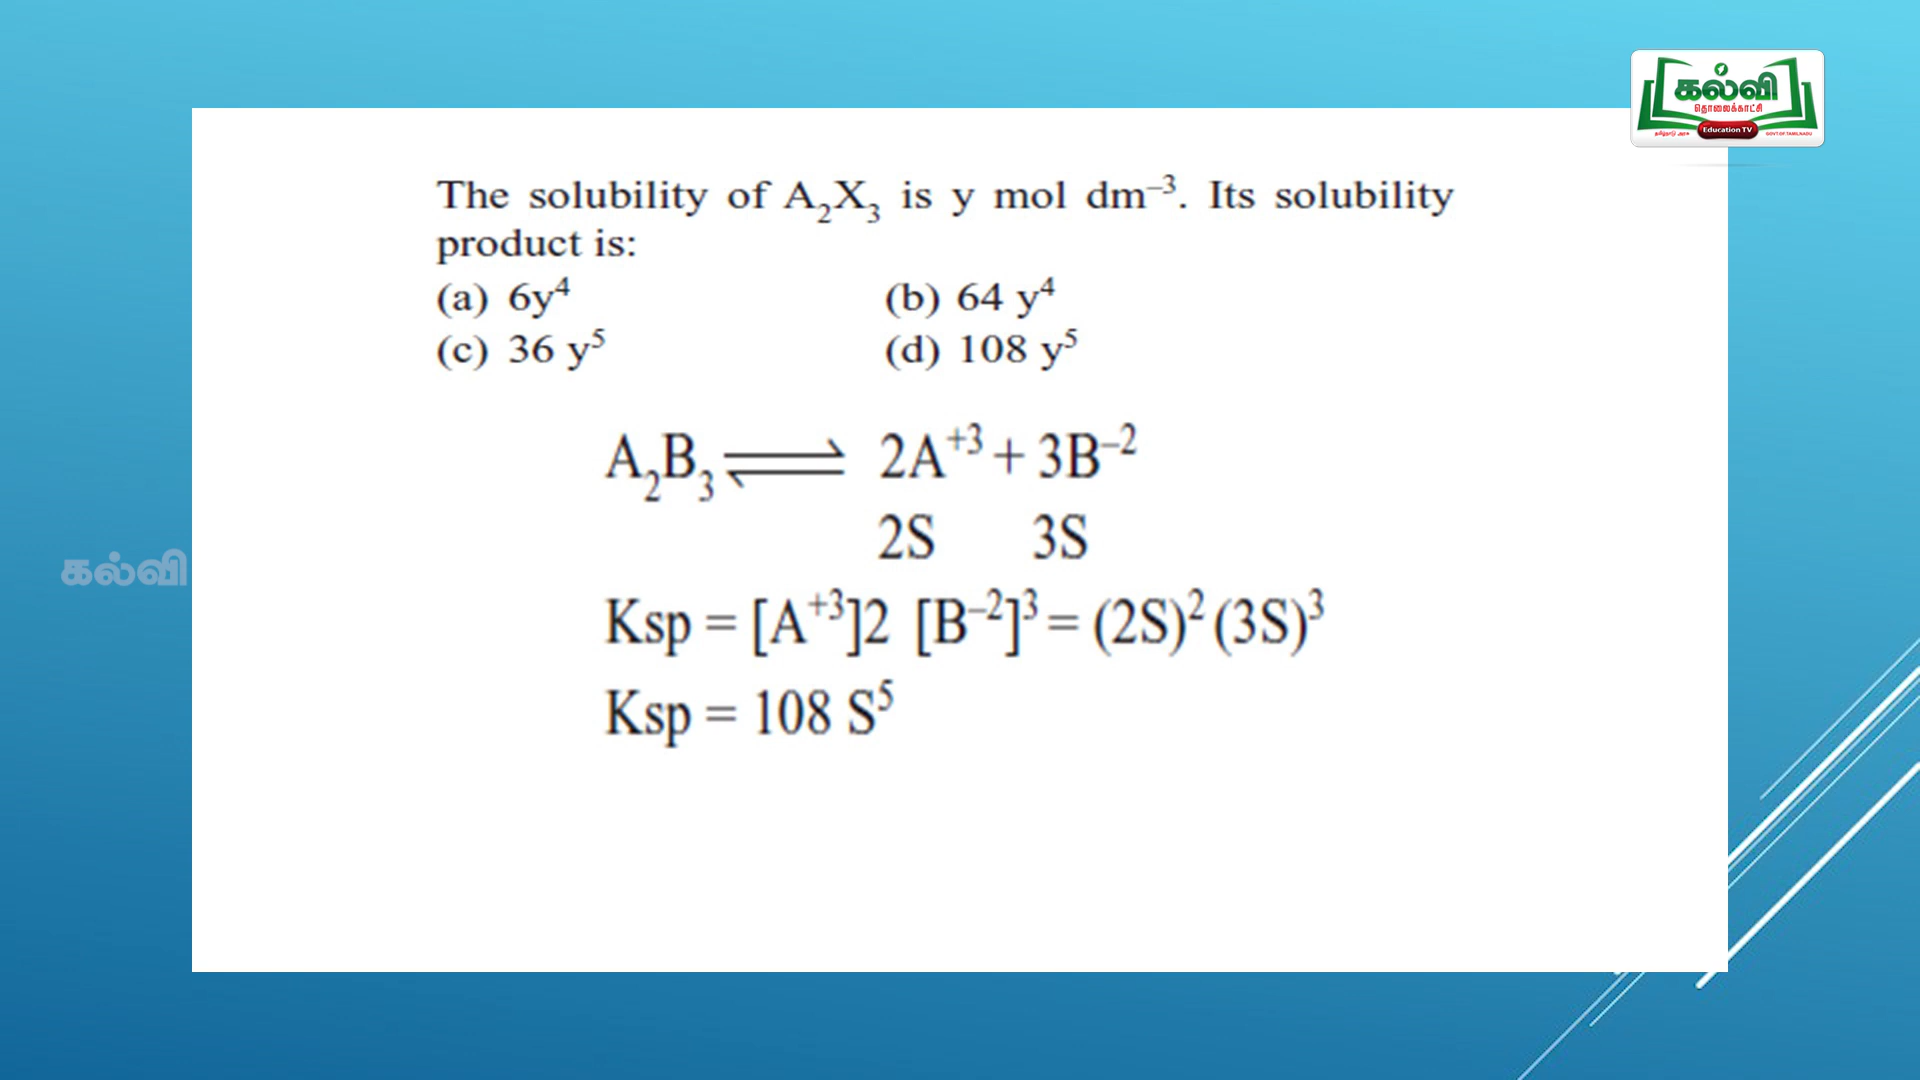 கல்வி
தொலைக்காட்சி
Education TV
The solubility of A₂X₃ is y mol dm⁻³. Its solubility
product is:
(a) 6y⁴ (b) 64 y⁴
(c) 36 y⁵ (d) 108 y⁵
A₂B₃ ⇌ 2A⁺³ + 3B⁻²
2S 3S
கல்வி
Ksp = [A⁺³]2 [B⁻²]³ = (2S)² (3S)³
Ksp = 108 S⁵